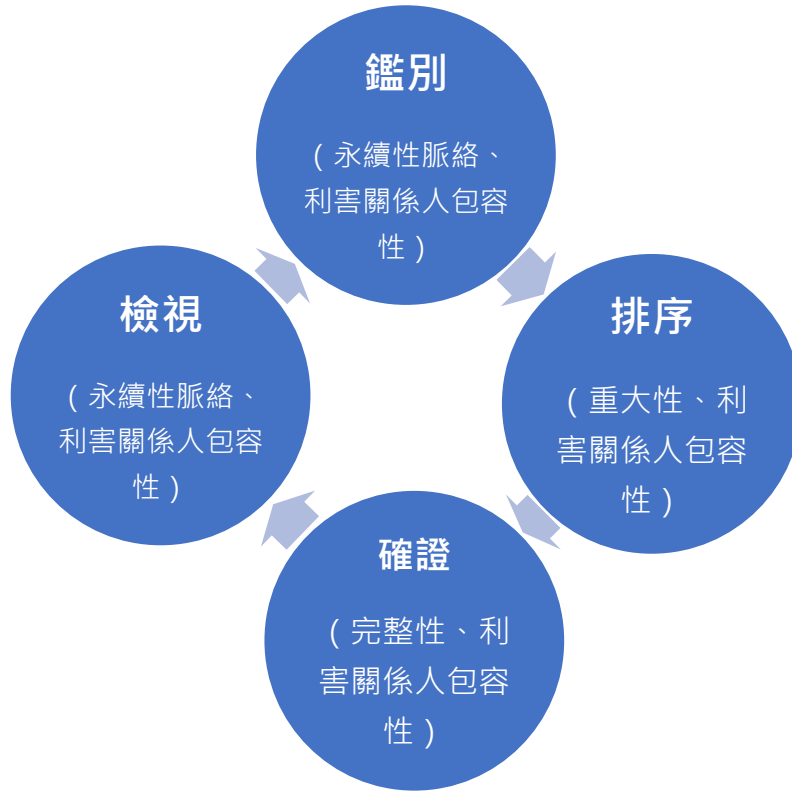 鑑別
（永續性脈絡、
利害關係人包容
性）
排序
（重大性、利
害關係人包容
性）
確證
（完整性、利
害關係人包容
性）
檢視
（永續性脈絡、
利害關係人包容
性）